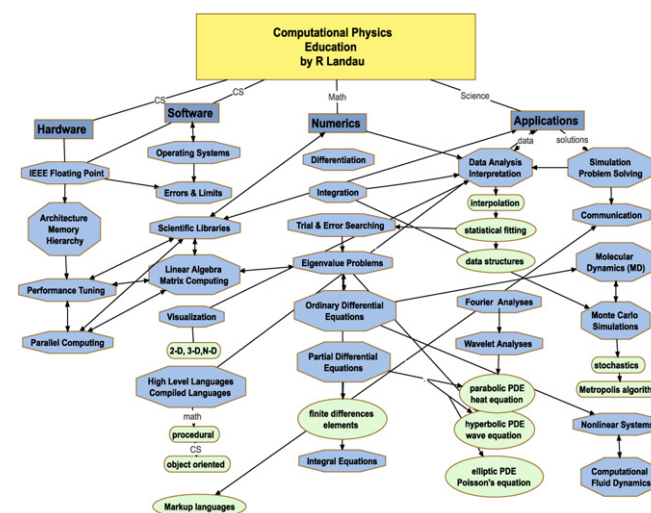 Computational Physics
Education
by R Landau
CS
CS
Math
Science
Hardware
Software
Numerics
Applications
data
solutions
Operating Systems
Differentiation
Data Analysis
Interpretation
Simulation
Problem Solving
IEEE Floating Point
Errors & Limits
Integration
interpolation
Communication
Architecture
Memory
Hierarchy
Scientific Libraries
Trial & Error Searching
statistical fitting
Eigenvalue Problems
data structures
Molecular
Dynamics (MD)
Linear Algebra
Matrix Computing
Performance Tuning
Ordinary Differential
Equations
Fourier Analyses
Monte Carlo
Simulations
Visualization
Parallel Computing
2-D, 3-D,N-D
Wavelet Analyses
stochastics
Partial Differential
Equations
High Level Languages
Compiled Languages
parabolic PDE
heat equation
Metropolis algorith
math
procedural
finite differences
elements
hyperbolic PDE
wave equation
Nonlinear Systems
CS
object oriented
Integral Equations
elliptic PDE
Poisson's equation
Computational
Fluid Dynamics
Markup languages